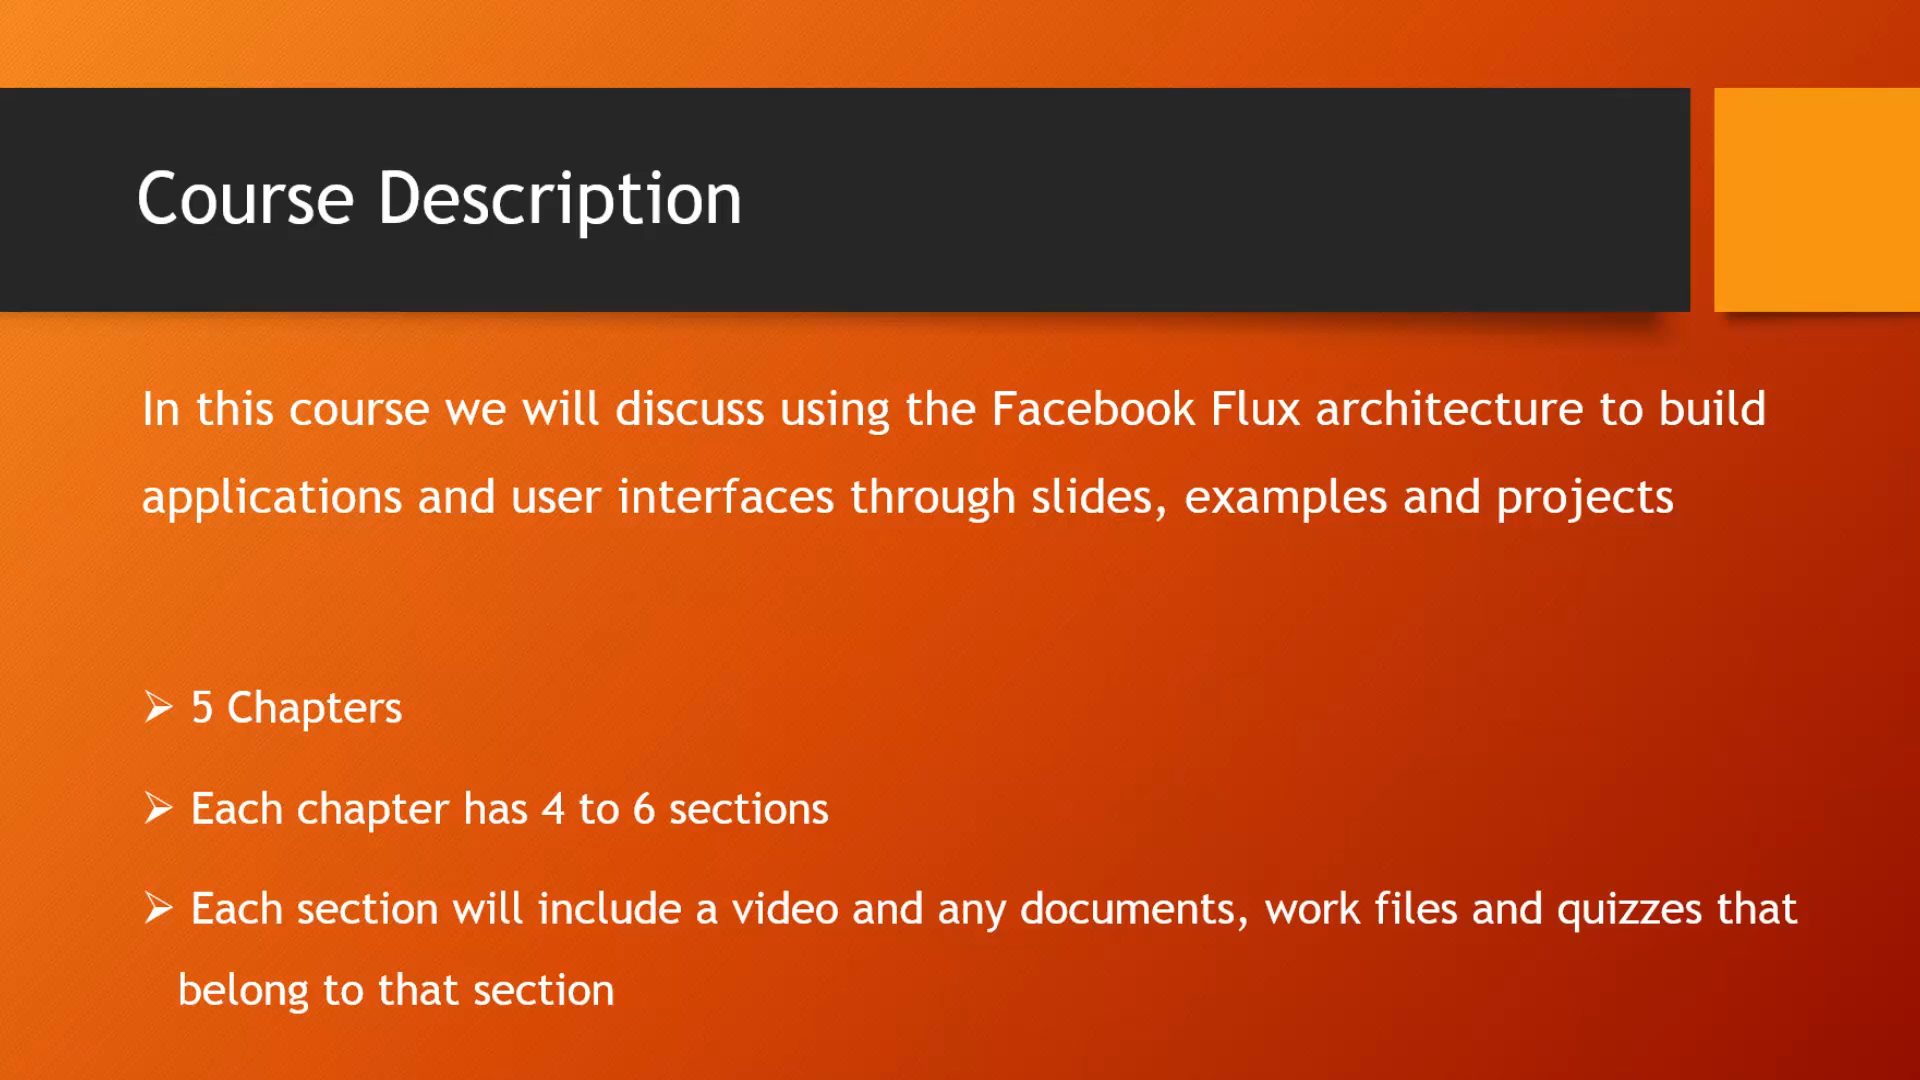 Course Description
In this course we will discuss using the Facebook Flux architecture to build
applications and user interfaces through slides, examples and projects
➢ 5 Chapters
➢ Each chapter has 4 to 6 sections
➢ Each section will include a video and any documents, work files and quizzes that
belong to that section